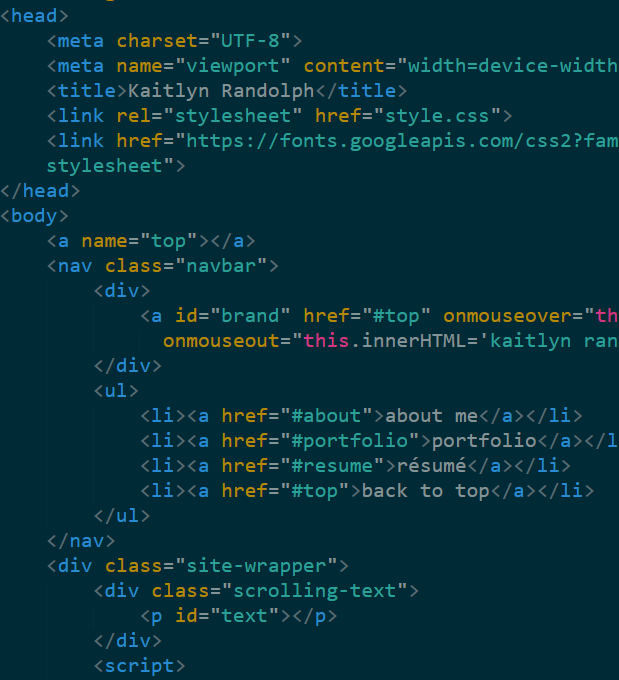 <head>
    <meta charset="UTF-8">
    <meta name="viewport" content="width=device-width
    <title>Kaitlyn Randolph</title>
    <link rel="stylesheet" href="style.css">
    <link href="https://fonts.googleapis.com/css2?fam
    stylesheet">
</head>
<body>
    <a name="top"></a>
    <nav class="navbar">
        <div>
            <a id="brand" href="#top" onmouseover="th
              onmouseout="this.innerHTML='kaitlyn ran
        </div>
        <ul>
            <li><a href="#about">about me</a></li>
            <li><a href="#portfolio">portfolio</a></l
            <li><a href="#resume">résumé</a></li>
            <li><a href="#top">back to top</a></li>
        </ul>
    </nav>
    <div class="site-wrapper">
        <div class="scrolling-text">
            <p id="text"></p>
        </div>
        <script>